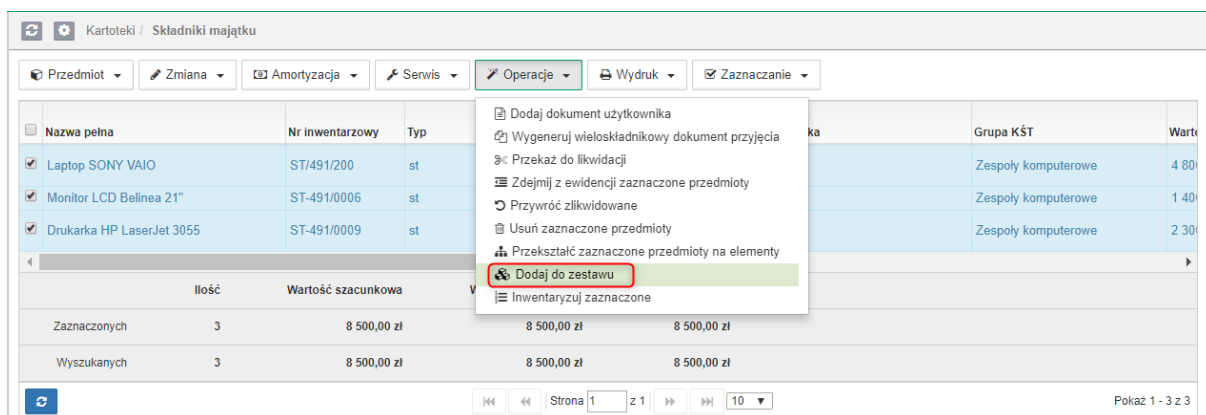 Kartoteki / Składniki majątku
Przedmiot Zmiana Amortyzacja Serwis Operacje Wydruk Zaznaczanie
Dodaj dokument użytkownika
Nazwa pełna Nr inwentarzowy Typ Wygeneruj wieloskładnikowy dokument przyjęcia ka Grupa KŚT Warto
Przekaż do likwidacji
Laptop SONY VAIO ST/491/200 st Zespoły komputerowe 4 80
Zdejmij z ewidencji zaznaczone przedmioty
Monitor LCD Belinea 21" ST-491/0006 st Zespoły komputerowe 1 40
Przywróć zlikwidowane
Drukarka HP LaserJet 3055 ST-491/0009 st Usuń zaznaczone przedmioty Zespoły komputerowe 2 30
Przekształć zaznaczone przedmioty na elementy
Dodaj do zestawu
Ilość Wartość szacunkowa W
Inwentaryzuj zaznaczone
Zaznaczonych 3 8 500,00 zł 8 500,00 zł 8 500,00 zł
Wyszukanych 3 8 500,00 zł 8 500,00 zł 8 500,00 zł
Strona 1 z 1 10 Pokaż 1 - 3 z 3